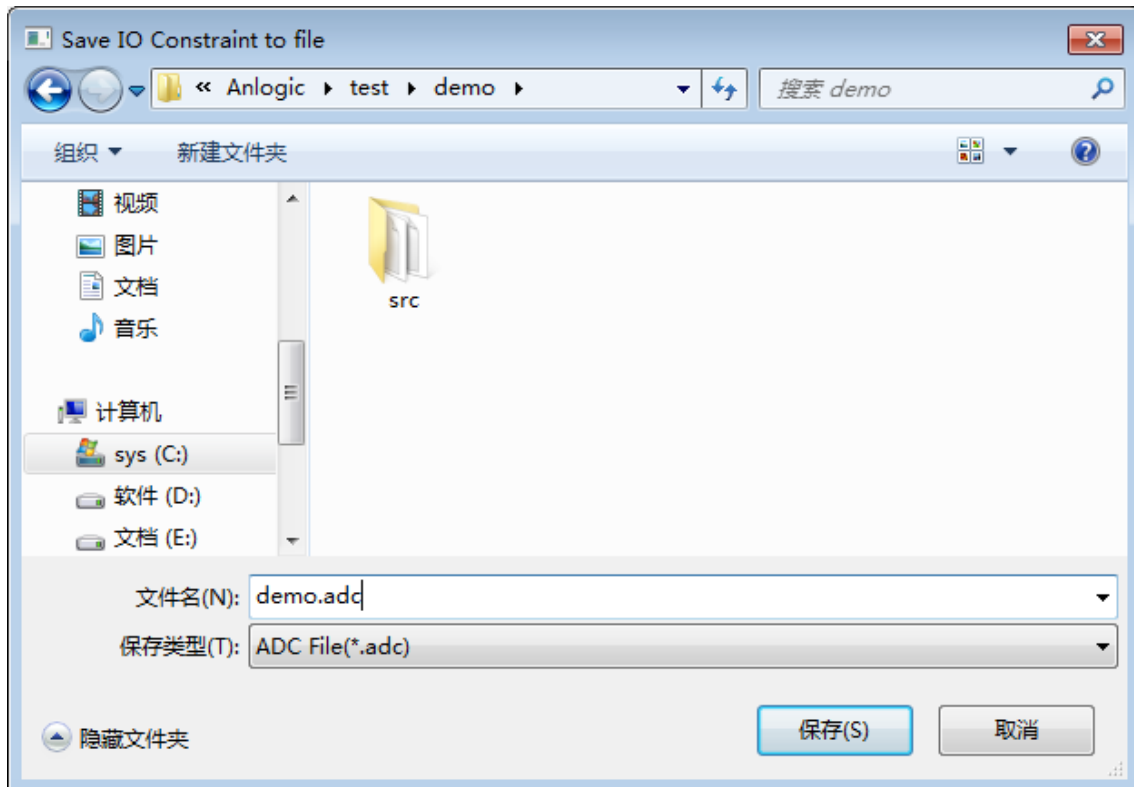 Save IO Constraint to file
« Anlogic ▸ test ▸ demo ▸
搜索 demo
组织
新建文件夹
视频
图片
文档
音乐
计算机
sys (C:)
软件 (D:)
文档 (E:)
src
文件名(N): demo.adc
保存类型(T): ADC File(*.adc)
隐藏文件夹
保存(S)
取消